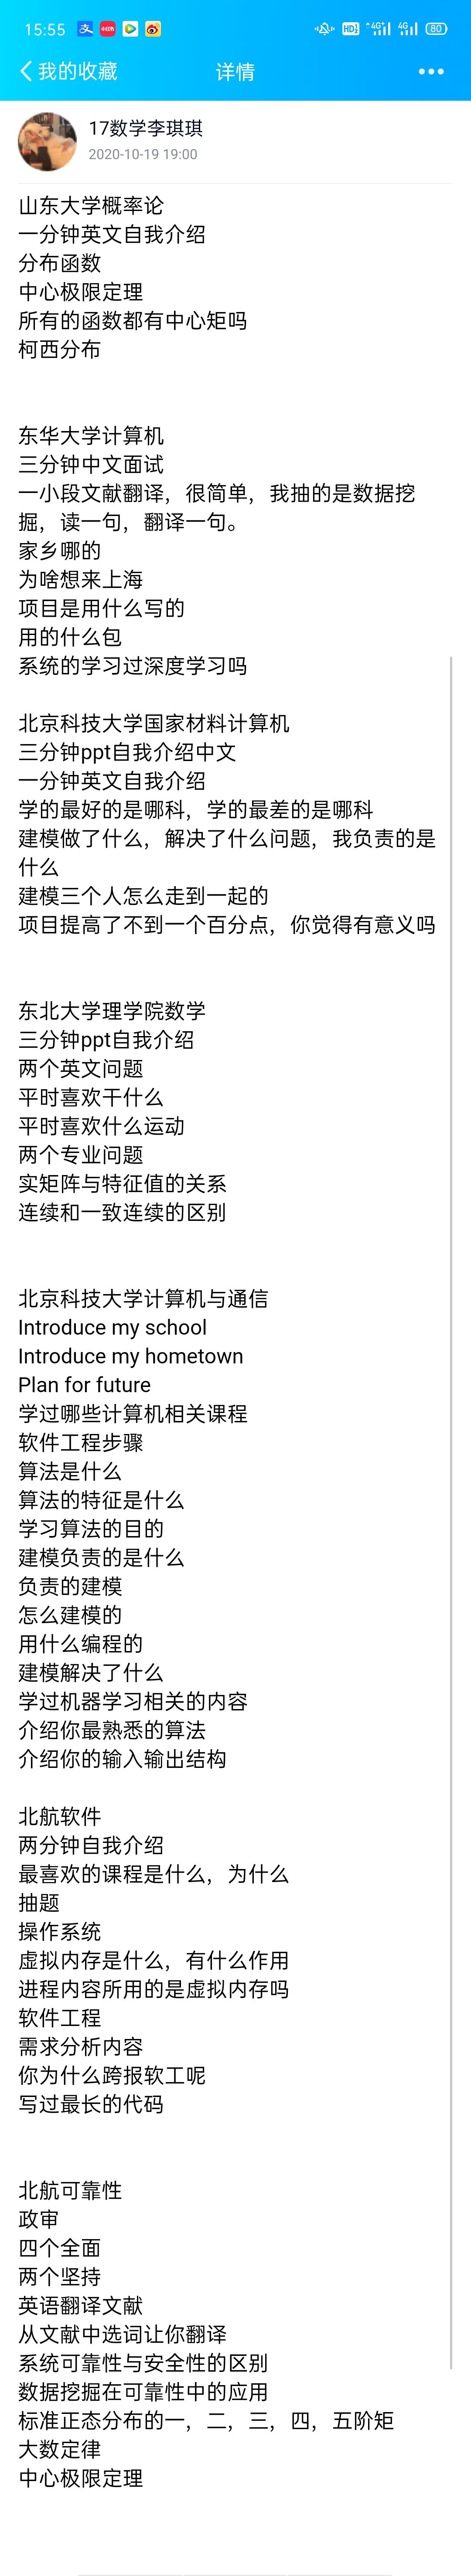 15:55
HD 4G 4G 80
我的收藏
详情
17数学李琪琪
2020-10-19 19:00
山东大学概率论
一分钟英文自我介绍
分布函数
中心极限定理
所有的函数都有中心矩吗
柯西分布
东华大学计算机
三分钟中文面试
一小段文献翻译，很简单，我抽的是数据挖
掘，读一句，翻译一句。
家乡哪的
为啥想来上海
项目是用什么写的
用的什么包
系统的学习过深度学习吗
北京科技大学国家材料计算机
三分钟ppt自我介绍中文
一分钟英文自我介绍
学的最好的是哪科，学的最差的是哪科
建模做了什么，解决了什么问题，我负责的是
什么
建模三个人怎么走到一起的
项目提高了不到一个百分点，你觉得有意义吗
东北大学理学院数学
三分钟ppt自我介绍
两个英文问题
平时喜欢干什么
平时喜欢什么运动
两个专业问题
实矩阵与特征值的关系
连续和一致连续的区别
北京科技大学计算机与通信
Introduce my school
Introduce my hometown
Plan for future
学过哪些计算机相关课程
软件工程步骤
算法是什么
算法的特征是什么
学习算法的目的
建模负责的是什么
负责的建模
怎么建模的
用什么编程的
建模解决了什么
学过机器学习相关的内容
介绍你最熟悉的算法
介绍你的输入输出结构
北航软件
两分钟自我介绍
最喜欢的课程是什么，为什么
抽题
操作系统
虚拟内存是什么，有什么作用
进程内容所用的是虚拟内存吗
软件工程
需求分析内容
你为什么跨报软工呢
写过最长的代码
北航可靠性
政审
四个全面
两个坚持
英语翻译文献
从文献中选词让你翻译
系统可靠性与安全性的区别
数据挖掘在可靠性中的应用
标准正态分布的一，二，三，四，五阶矩
大数定律
中心极限定理